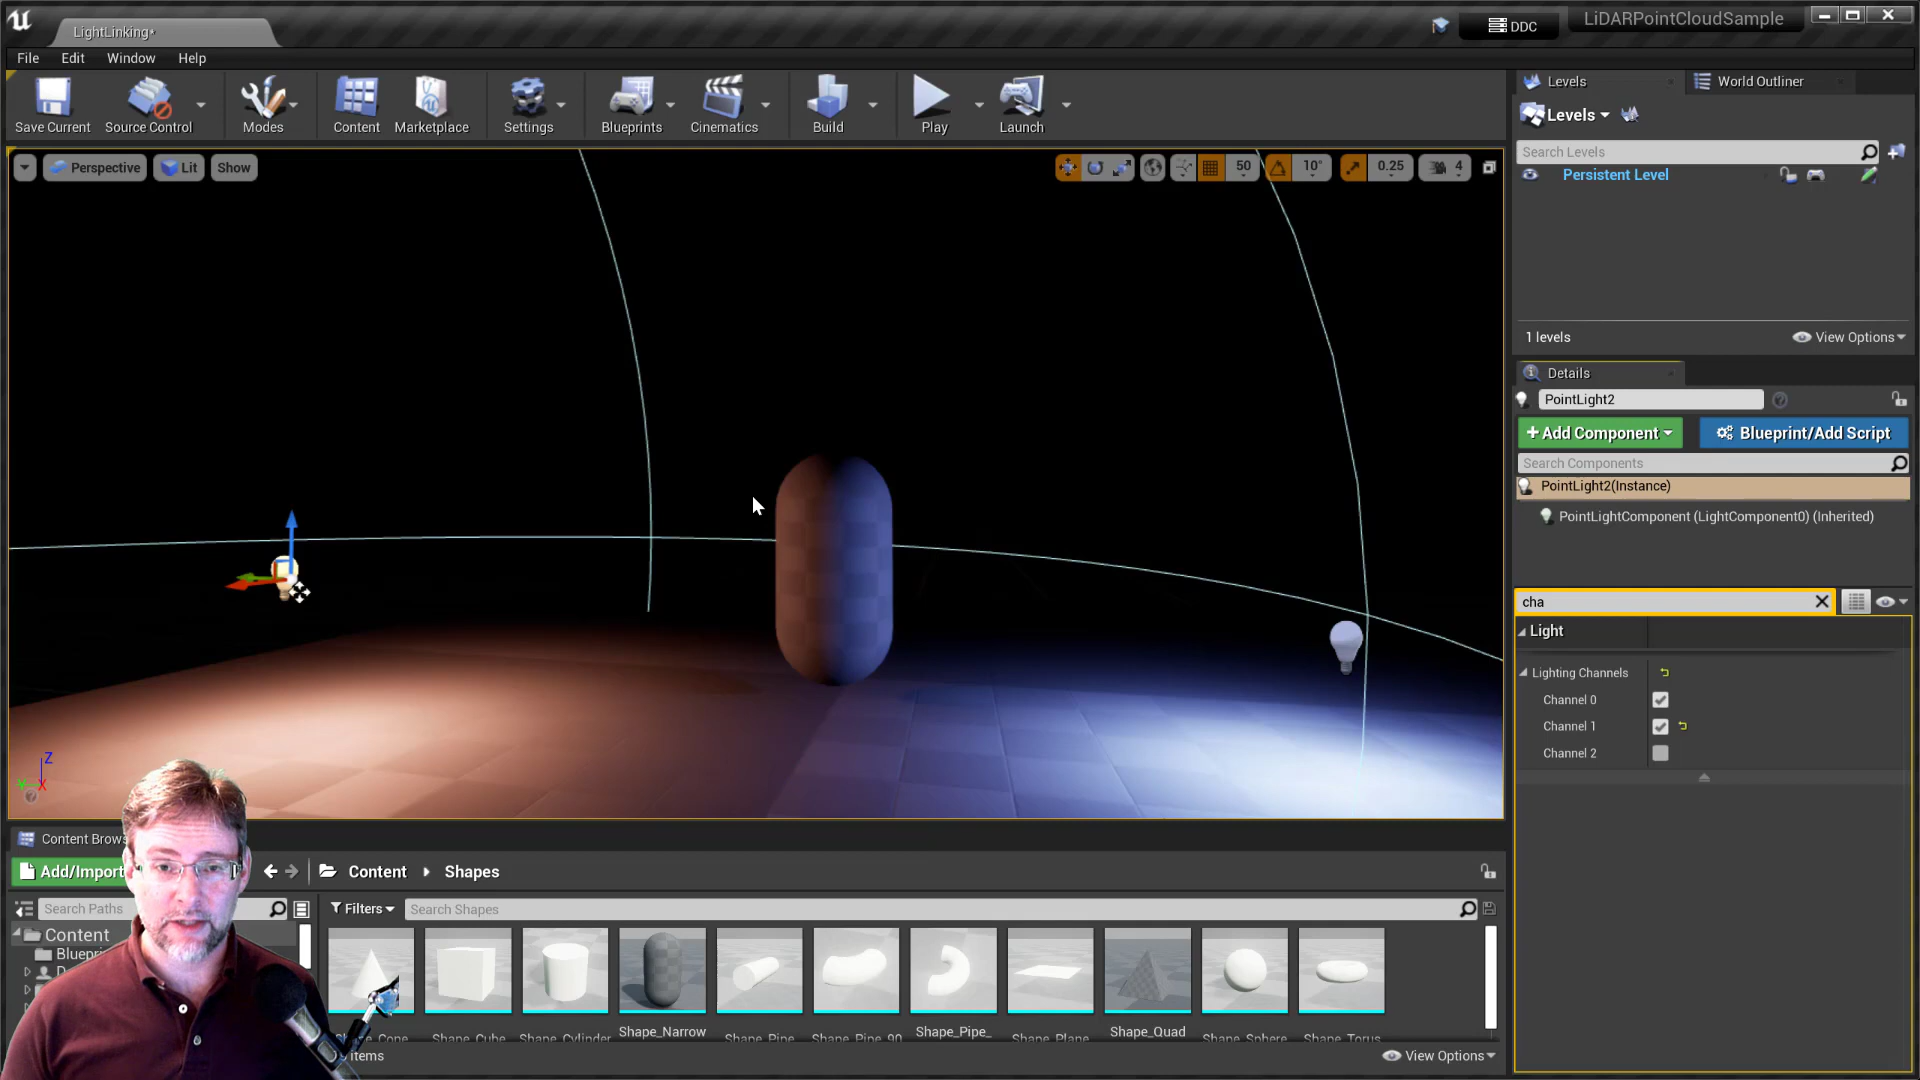 LightLinking*
DDC
LiDARPointCloudSample
File Edit Window Help
Save Current
Source Control
Modes
Content
Marketplace
Settings
Blueprints
Cinematics
Build
Play
Launch
Perspective
Lit
Show
50
10°
0.25
4
Z
Y
X
Levels
World Outliner
Levels
Search Levels
Persistent Level
1 levels
View Options
Details
PointLight2
+ Add Component
Blueprint/Add Script
Search Components
PointLight2(Instance)
PointLightComponent (LightComponent0) (Inherited)
cha
Light
Lighting Channels
Channel 0
Channel 1
Channel 2
Content Brows
Add/Import
Content
Shapes
Search Paths
Filters
Search Shapes
Content
Bluepr
Shape_Cone
Shape_Cube
Shape_Cylinder
Shape_Narrow
Shape_Pipe
Shape_Pipe_90
Shape_Pipe_
Shape_Plane
Shape_Quad
Shape_Sphere
Shape_Torus
items
View Options